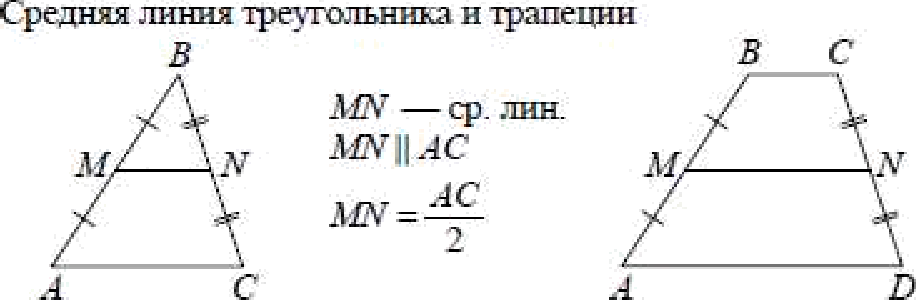 Средняя линия треугольника и трапеции
B
M N
A C
MN — ср. лин.
MN || AC
MN = AC/2
B C
M N
A D